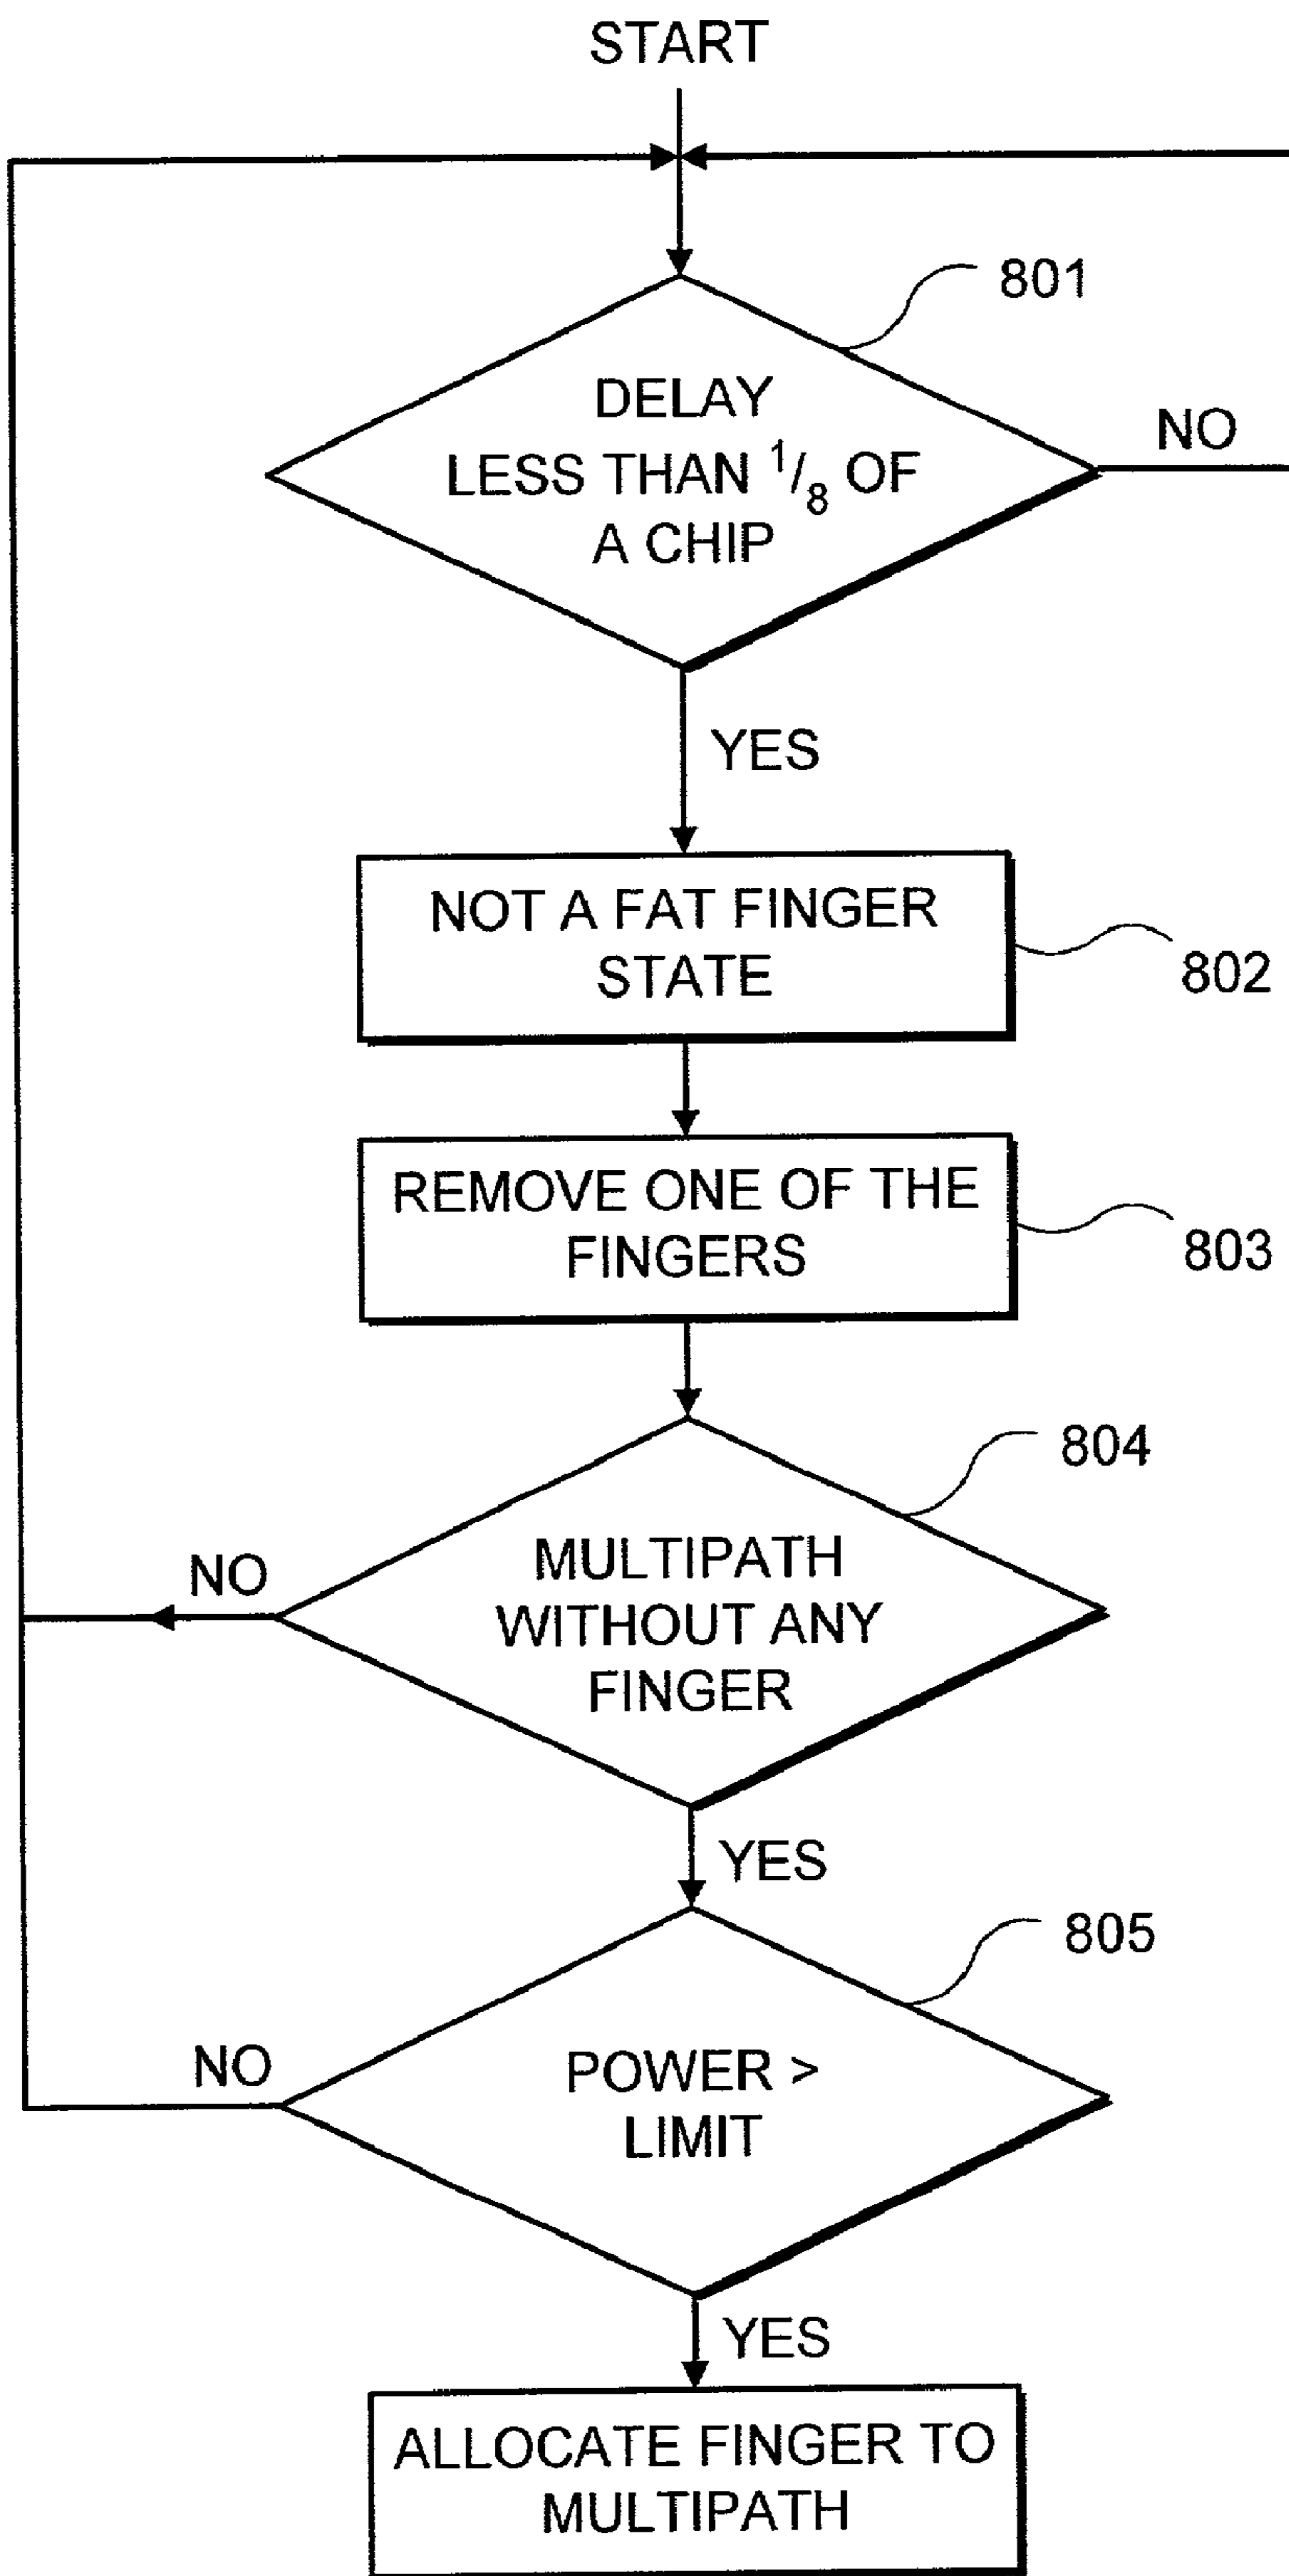 START
801
DELAY
LESS THAN 1/8 OF
A CHIP
NO
YES
NOT A FAT FINGER
STATE
802
REMOVE ONE OF THE
FINGERS
803
804
MULTIPATH
WITHOUT ANY
FINGER
NO
YES
805
POWER >
LIMIT
NO
YES
ALLOCATE FINGER TO
MULTIPATH